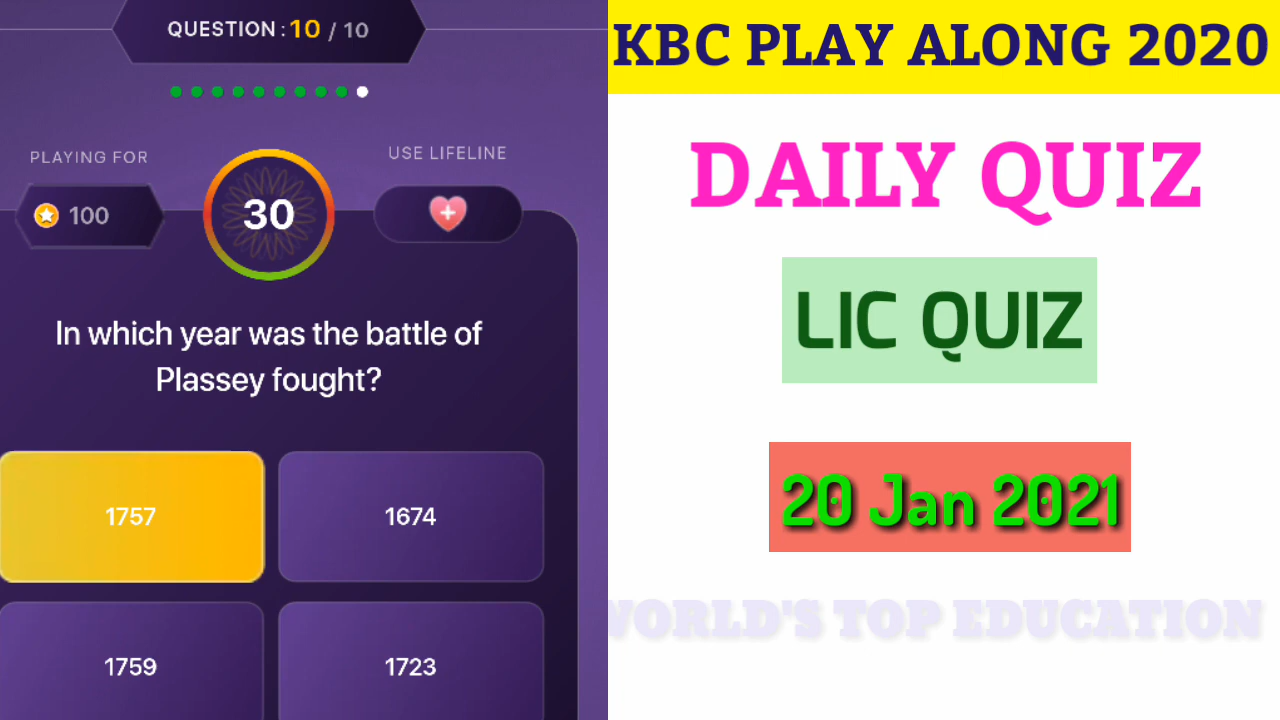 QUESTION : 10 / 10
PLAYING FOR
100
30
USE LIFELINE
In which year was the battle of
Plassey fought?
1757
1674
1759
1723
KBC PLAY ALONG 2020
DAILY QUIZ
LIC QUIZ
20 Jan 2021
WORLD'S TOP EDUCATION